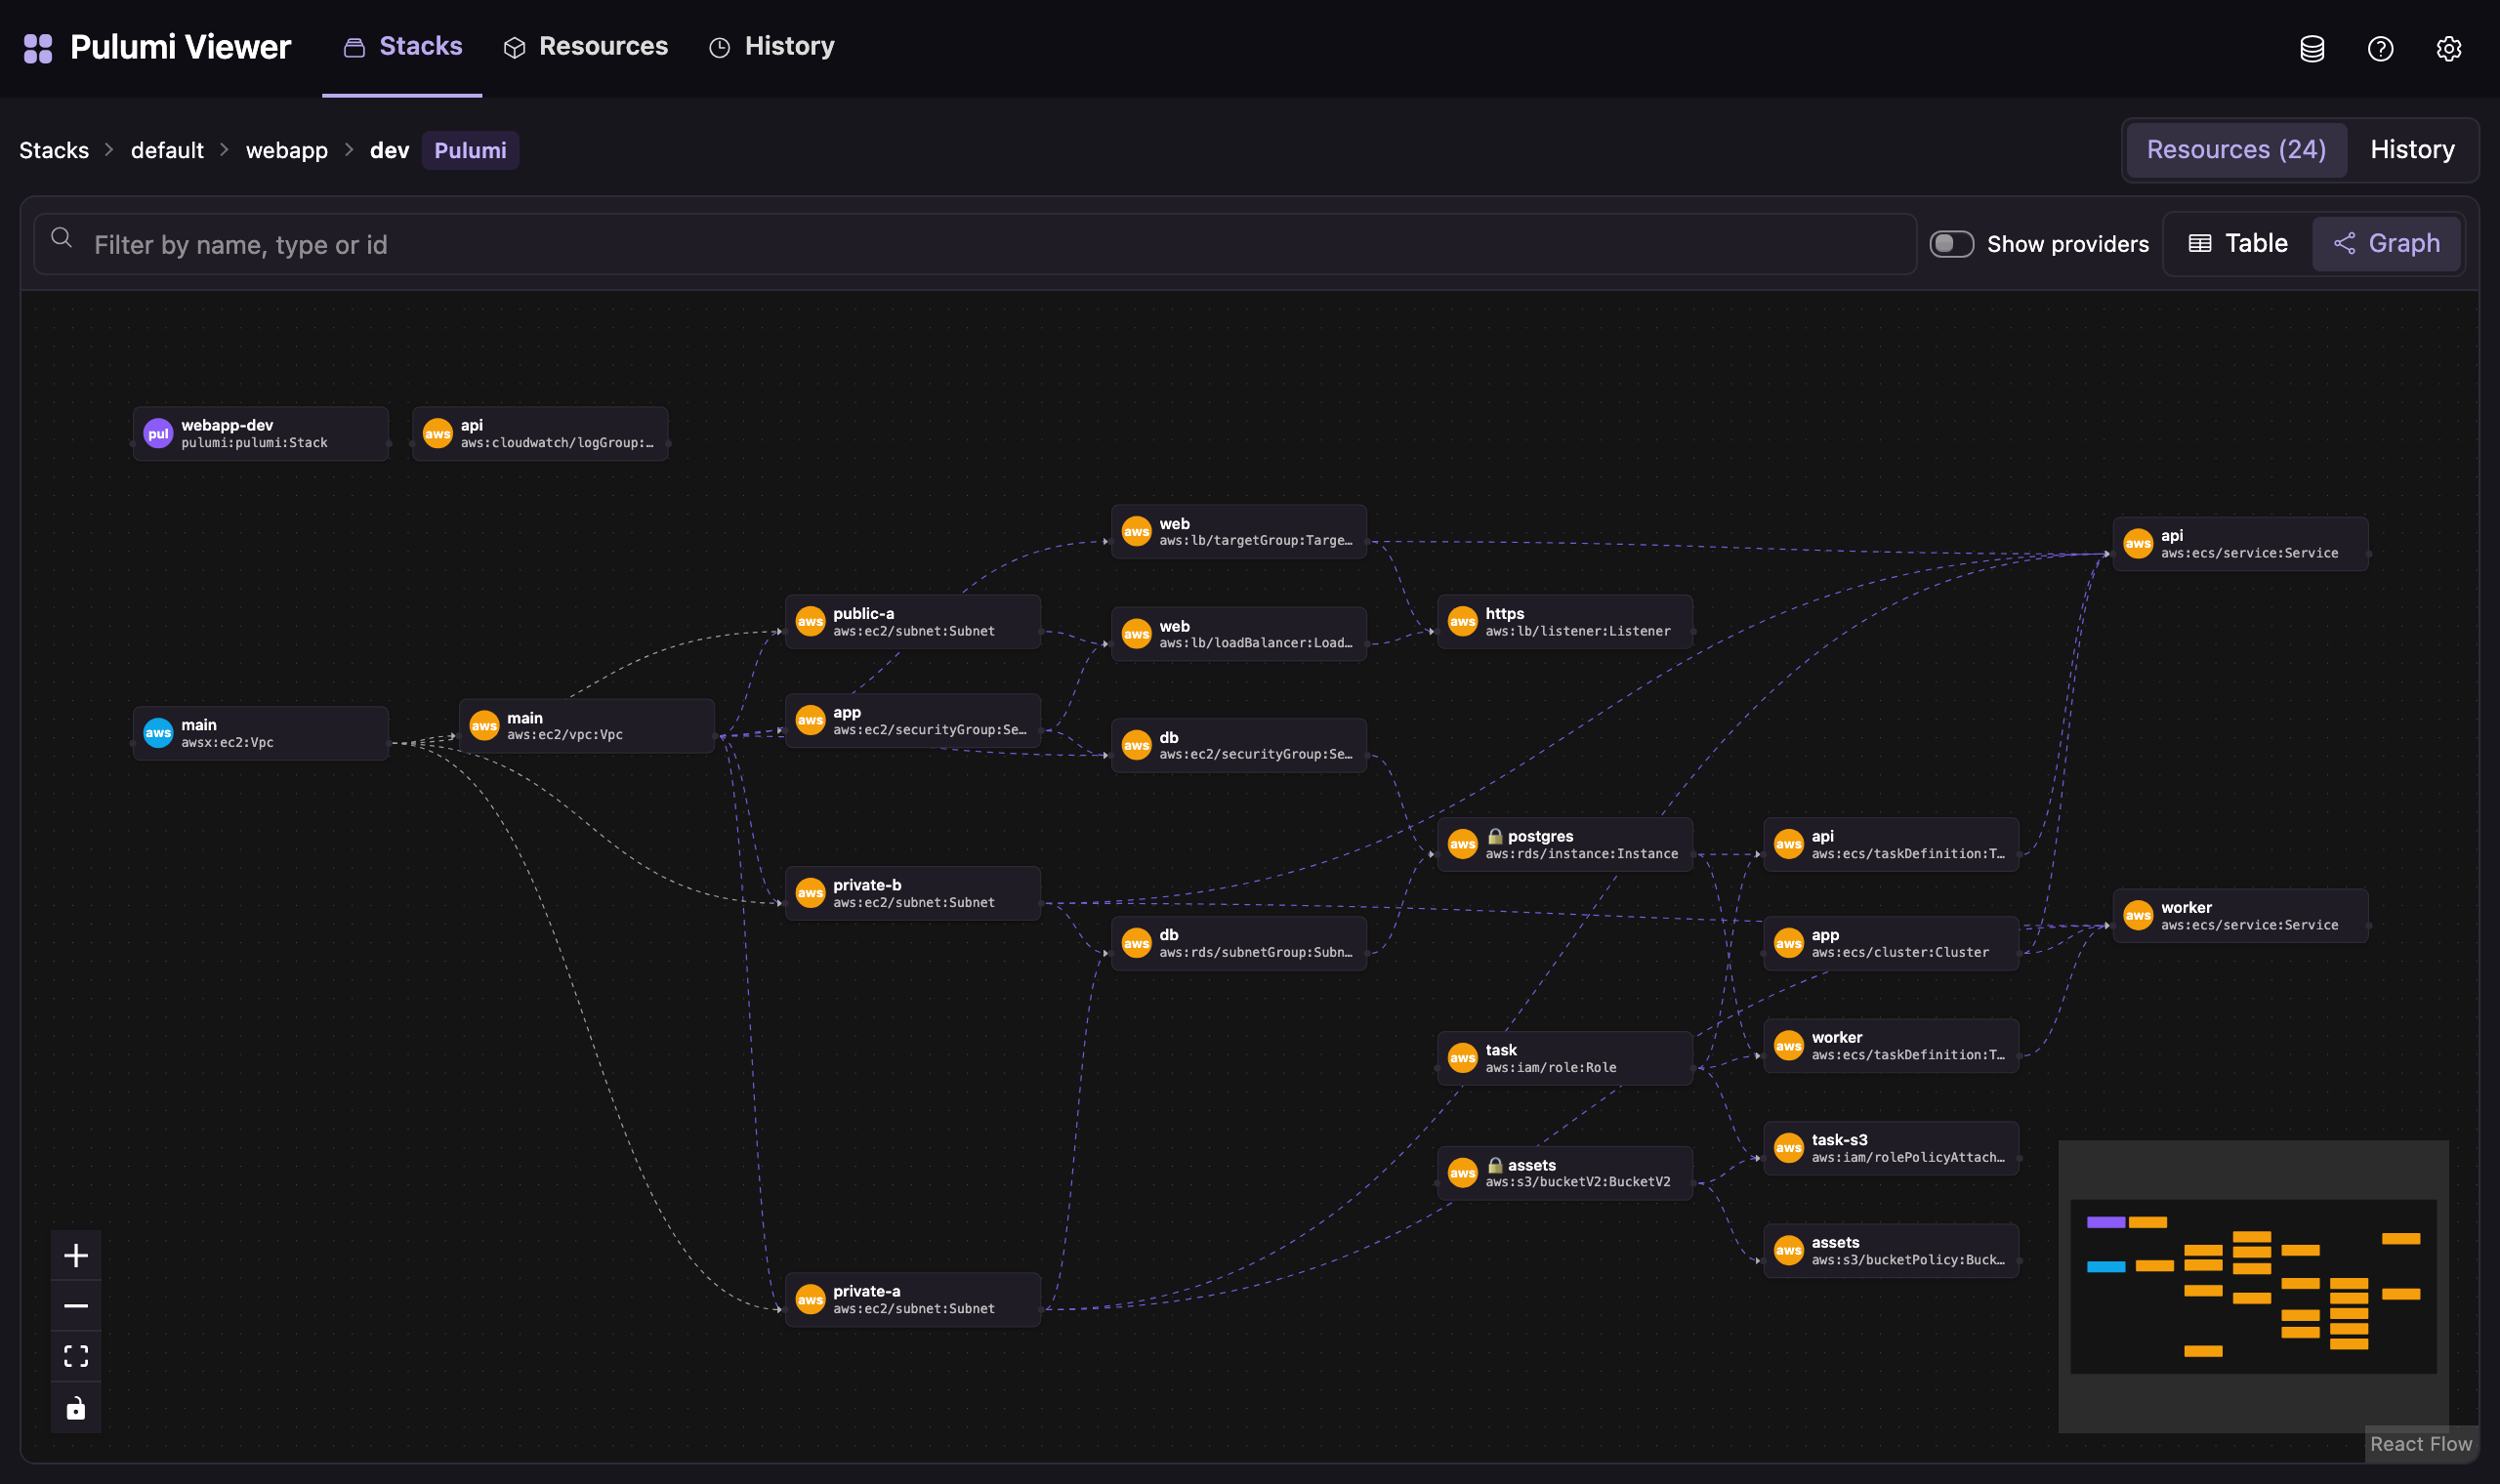 Pulumi Viewer
Stacks
Resources
History
Stacks > default > webapp > dev Pulumi
Resources (24)
History
Filter by name, type or id
Show providers
Table
Graph
pul
webapp-dev
pulumi:pulumi:Stack
aws
api
aws:cloudwatch/logGroup:…
aws
web
aws:lb/targetGroup:Targe…
aws
api
aws:ecs/service:Service
aws
public-a
aws:ec2/subnet:Subnet
aws
web
aws:lb/loadBalancer:Load…
aws
https
aws:lb/listener:Listener
aws
main
awsx:ec2:Vpc
aws
main
aws:ec2/vpc:Vpc
aws
app
aws:ec2/securityGroup:Se…
aws
db
aws:ec2/securityGroup:Se…
aws
postgres
aws:rds/instance:Instance
aws
api
aws:ecs/taskDefinition:T…
aws
private-b
aws:ec2/subnet:Subnet
aws
db
aws:rds/subnetGroup:Subn…
aws
app
aws:ecs/cluster:Cluster
aws
worker
aws:ecs/service:Service
aws
task
aws:iam/role:Role
aws
worker
aws:ecs/taskDefinition:T…
aws
assets
aws:s3/bucketV2:BucketV2
aws
task-s3
aws:iam/rolePolicyAttach…
aws
assets
aws:s3/bucketPolicy:Buck…
aws
private-a
aws:ec2/subnet:Subnet
React Flow